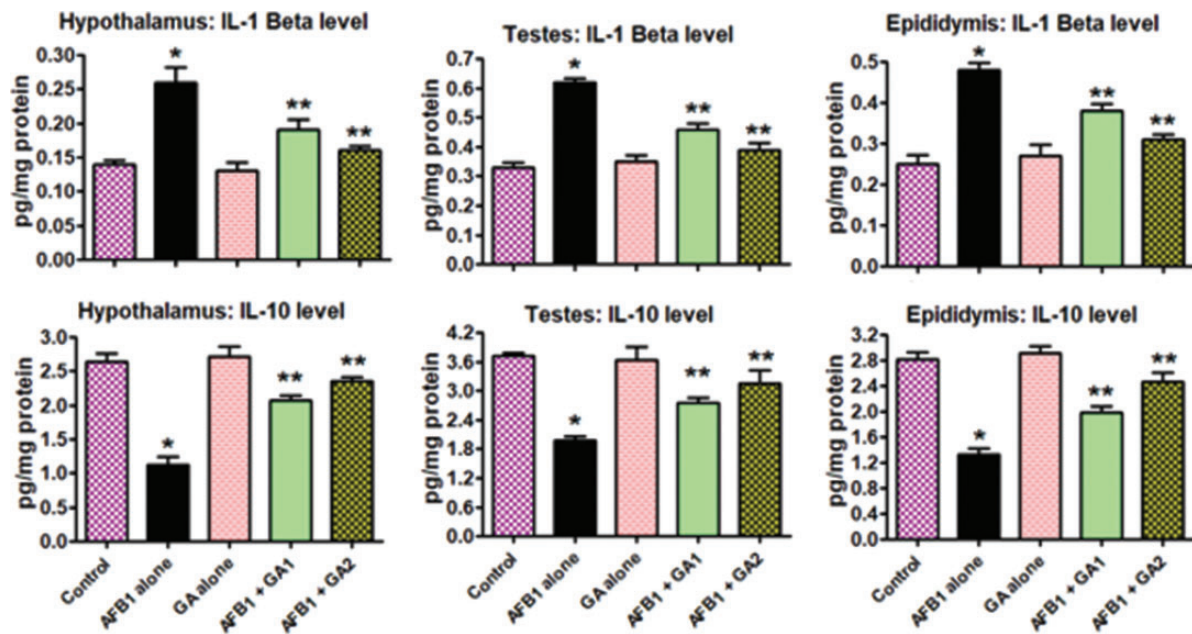 Hypothalamus: IL-1 Beta level
pg/mg protein
0.30
0.25
0.20
0.15
0.10
0.05
0.00
*
**
**
Testes: IL-1 Beta level
pg/mg protein
0.7
0.6
0.5
0.4
0.3
0.2
0.1
0.0
*
**
**
Epididymis: IL-1 Beta level
pg/mg protein
0.5
0.4
0.3
0.2
0.1
0.0
*
**
**
Hypothalamus: IL-10 level
pg/mg protein
3.0
2.5
2.0
1.5
1.0
0.5
0.0
*
**
**
Control
AFB1 alone
GA alone
AFB1 + GA1
AFB1 + GA2
Testes: IL-10 level
pg/mg protein
4.2
3.6
3.0
2.4
1.8
1.2
0.6
0.0
*
**
**
Control
AFB1 alone
GA alone
AFB1 + GA1
AFB1 + GA2
Epididymis: IL-10 level
pg/mg protein
3.2
2.8
2.4
2.0
1.6
1.2
0.8
0.4
0.0
*
**
**
Control
AFB1 alone
GA alone
AFB1 + GA1
AFB1 + GA2